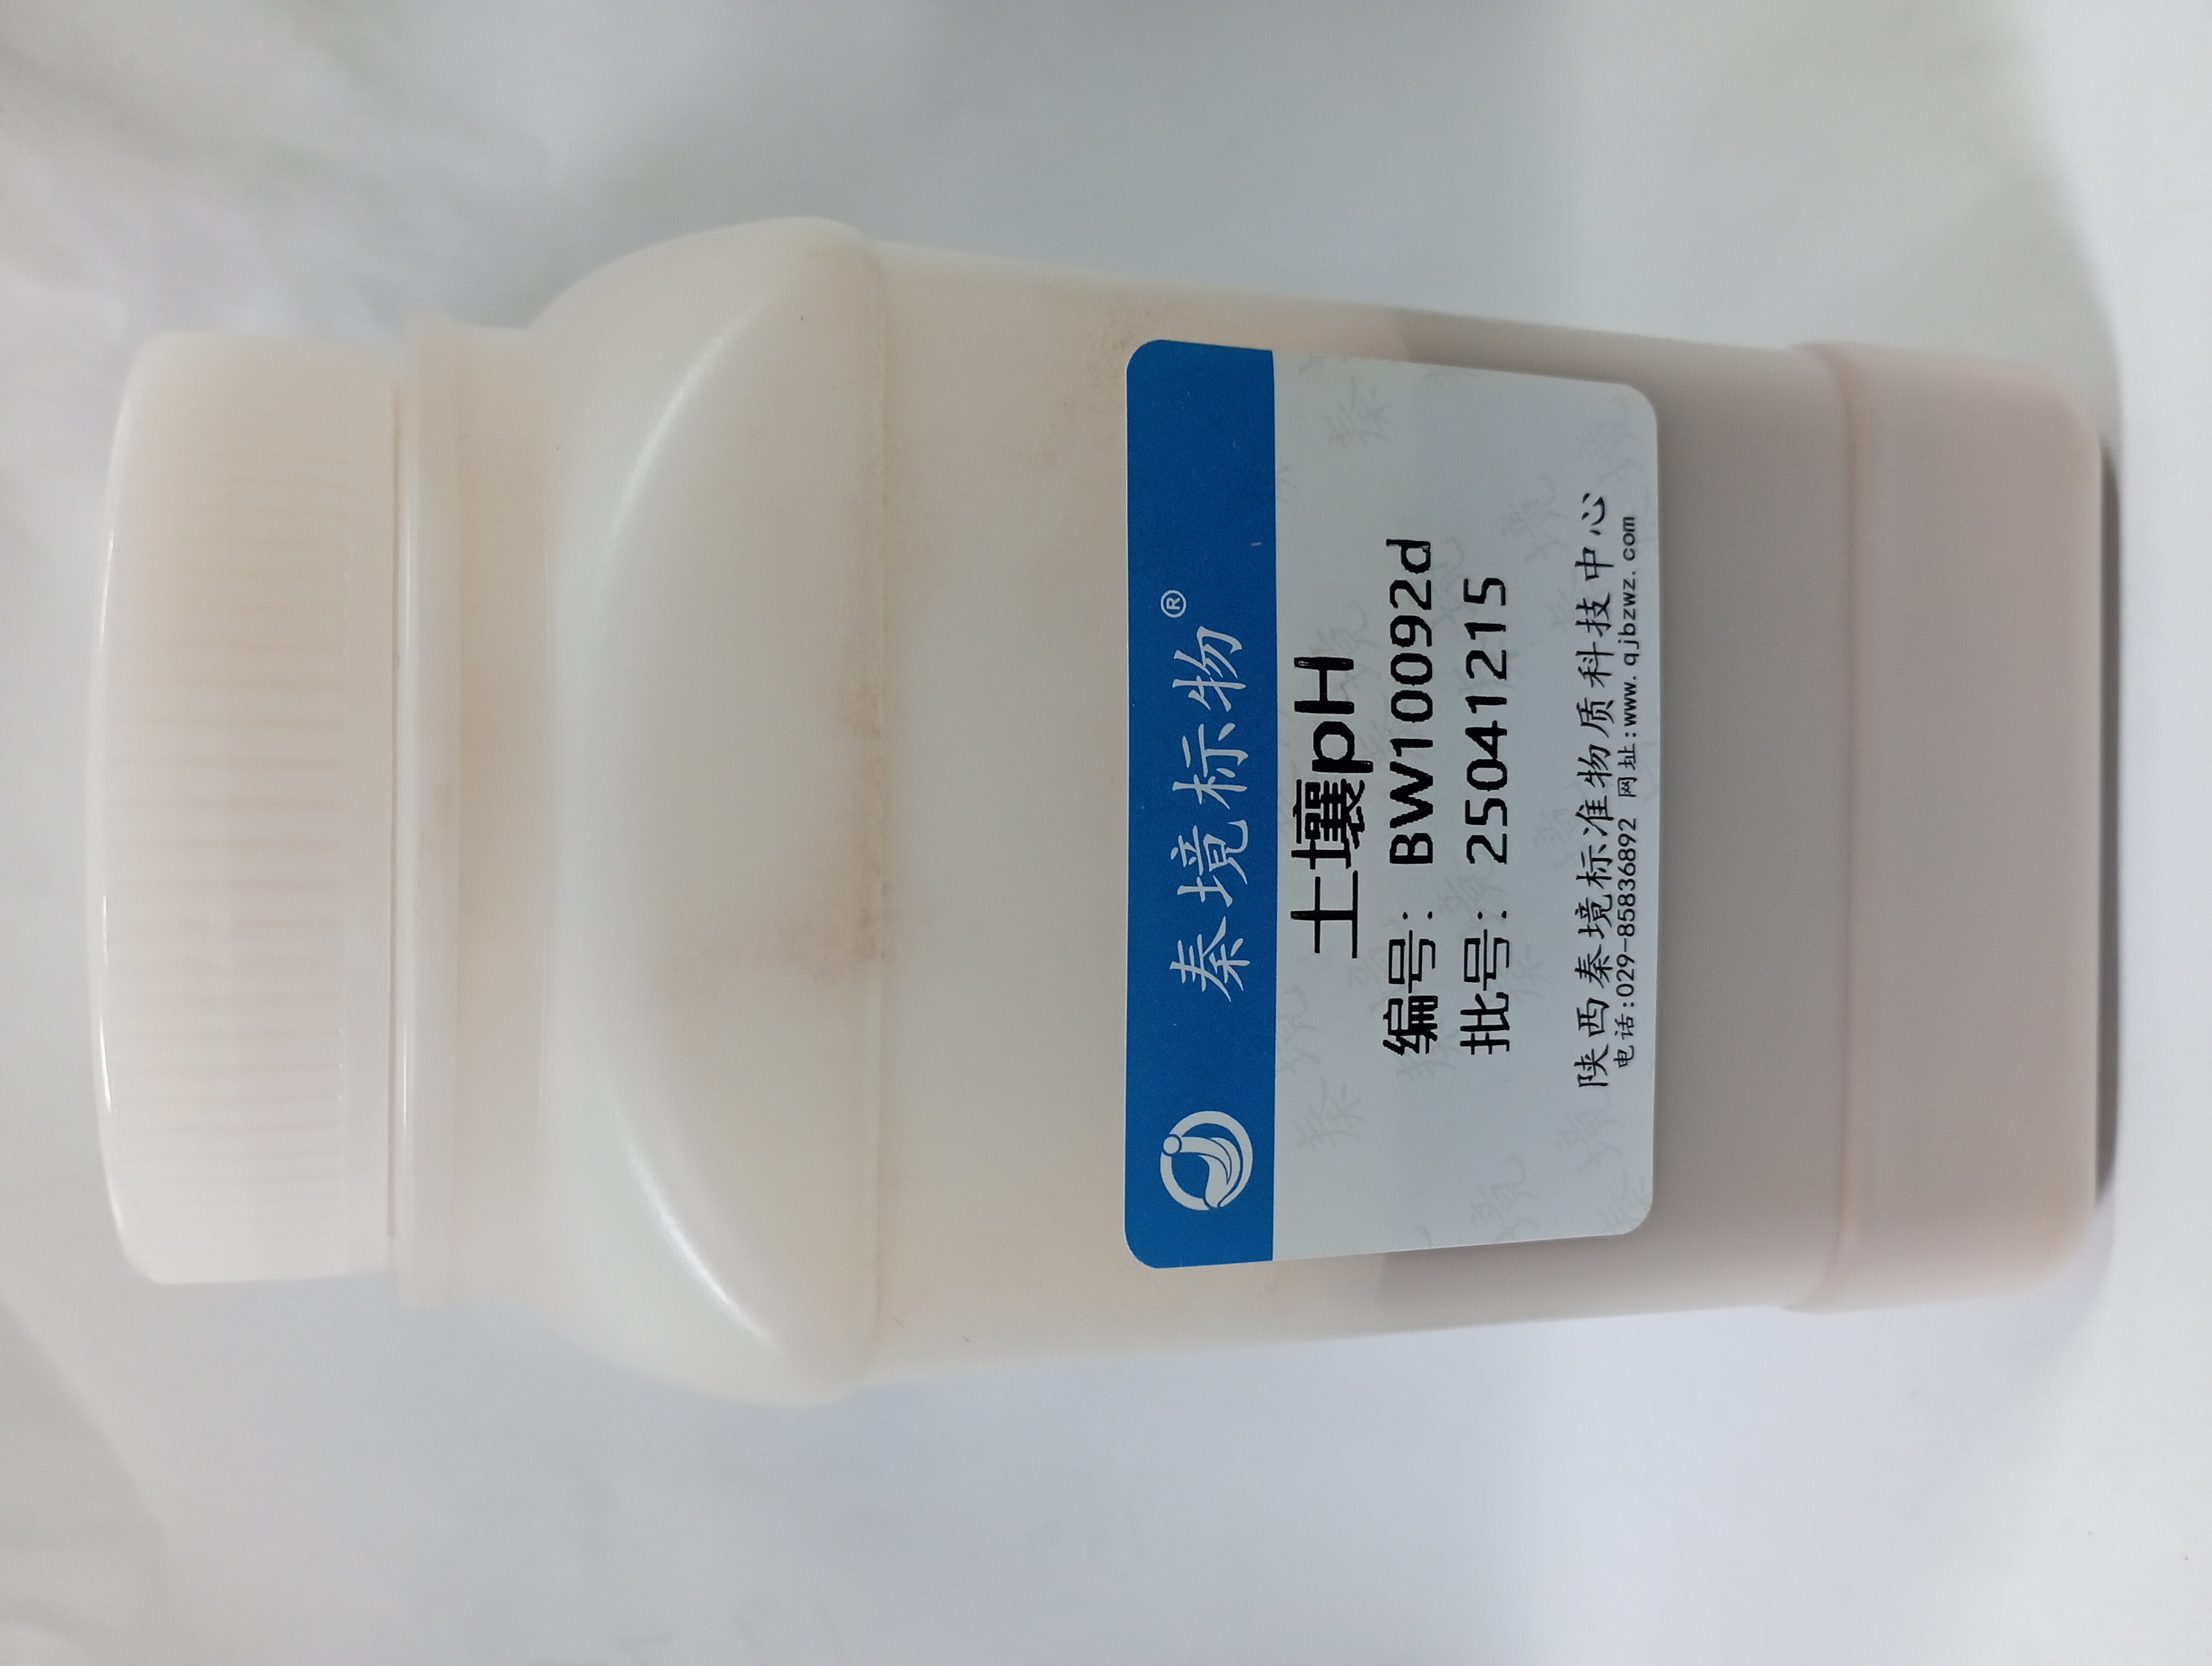 秦境标物®
土壤pH
编号: BW10092d
批号: 25041215
陕西秦境标准物质科技中心
电话:029-85836892 网址:www.qjbzwz.com